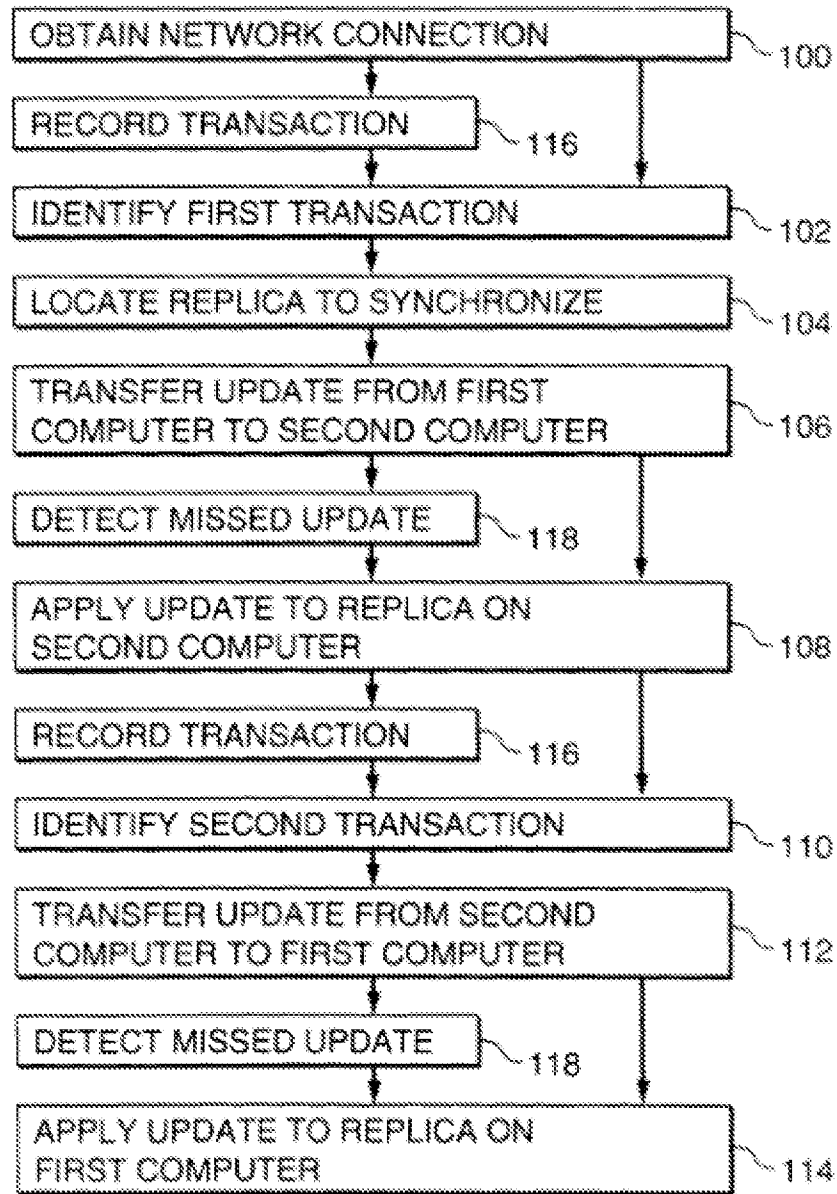 OBTAIN NETWORK CONNECTION
100
RECORD TRANSACTION
116
IDENTIFY FIRST TRANSACTION
102
LOCATE REPLICA TO SYNCHRONIZE
104
TRANSFER UPDATE FROM FIRST
COMPUTER TO SECOND COMPUTER
106
DETECT MISSED UPDATE
118
APPLY UPDATE TO REPLICA ON
SECOND COMPUTER
108
RECORD TRANSACTION
116
IDENTIFY SECOND TRANSACTION
110
TRANSFER UPDATE FROM SECOND
COMPUTER TO FIRST COMPUTER
112
DETECT MISSED UPDATE
118
APPLY UPDATE TO REPLICA ON
FIRST COMPUTER
114